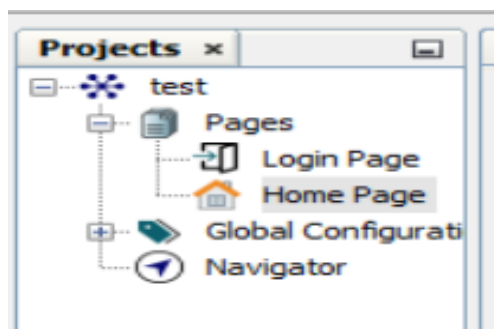 Projects
test
Pages
Login Page
Home Page
Global Configurati
Navigator